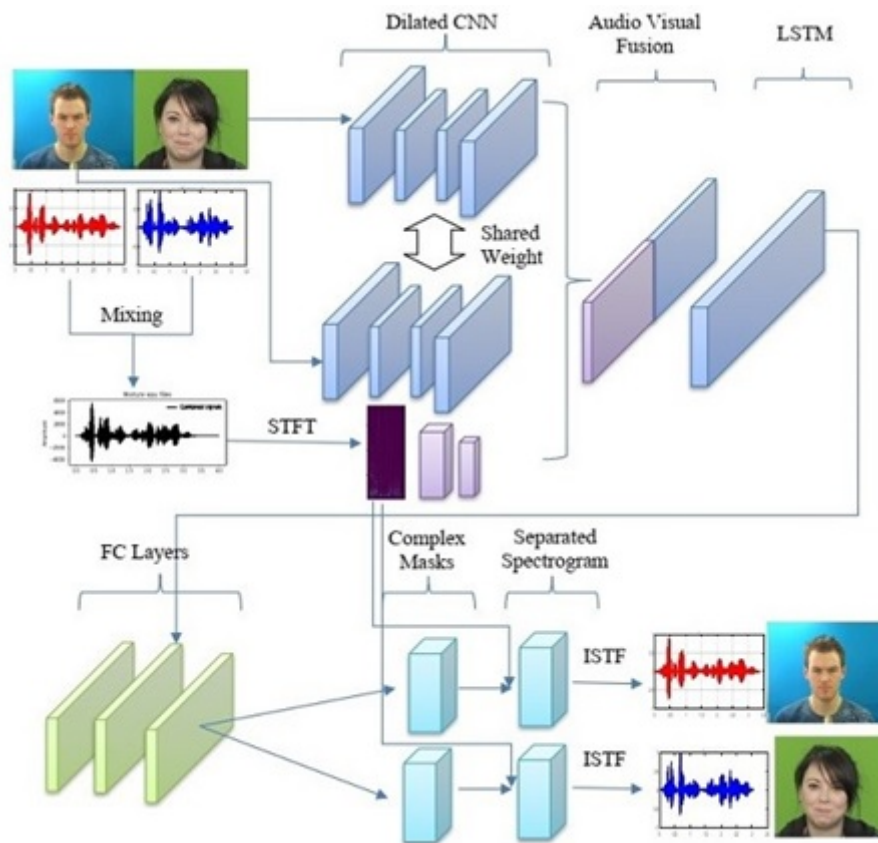 Dilated CNN
Audio Visual
Fusion
LSTM
Shared
Weight
Mixing
STFT
FC Layers
Complex
Masks
Separated
Spectrogram
ISTF
ISTF